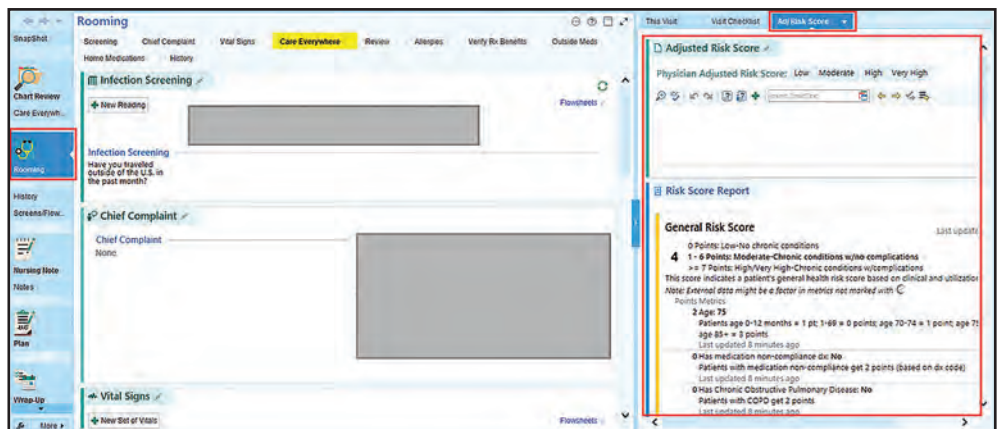 SnapShot
Chart Review
Care Everywh...
Rooming
History
Screens/Flow...
Nursing Note
Notes
Plan
Wrap-Up
More
Rooming
Screening Chief Complaint Vital Signs Care Everywhere Review Allergies Verify Rx Benefits Outside Meds
Home Medications History
Infection Screening
New Reading
Flowsheets
Infection Screening
Have you traveled
outside of the U.S. in
the past month?
Chief Complaint
Chief Complaint
None
Vital Signs
New Set of Vitals
Flowsheets
This Visit Visit Checklist Adj Risk Score
Adjusted Risk Score
Physician Adjusted Risk Score: Low Moderate High Very High
Risk Score Report
General Risk Score
Last update
0 Points: Low-No chronic conditions
4 1 - 6 Points: Moderate-Chronic conditions w/no complications
>= 7 Points: High/Very High-Chronic conditions w/complications
This score indicates a patient's general health risk score based on clinical and utilization
Note: External data might be a factor in metrics not marked with C
Points Metrics
2 Age: 75
Patients age 0-12 months = 1 pt; 1-69 = 0 points; age 70-74 = 1 point; age 75
age 85+ = 3 points
Last updated 8 minutes ago
0 Has medication non-compliance dx: No
Patients with medication non-compliance get 2 points (based on dx code)
Last updated 8 minutes ago
0 Has Chronic Obstructive Pulmonary Disease: No
Patients with COPD get 2 points
Last updated 8 minutes ago